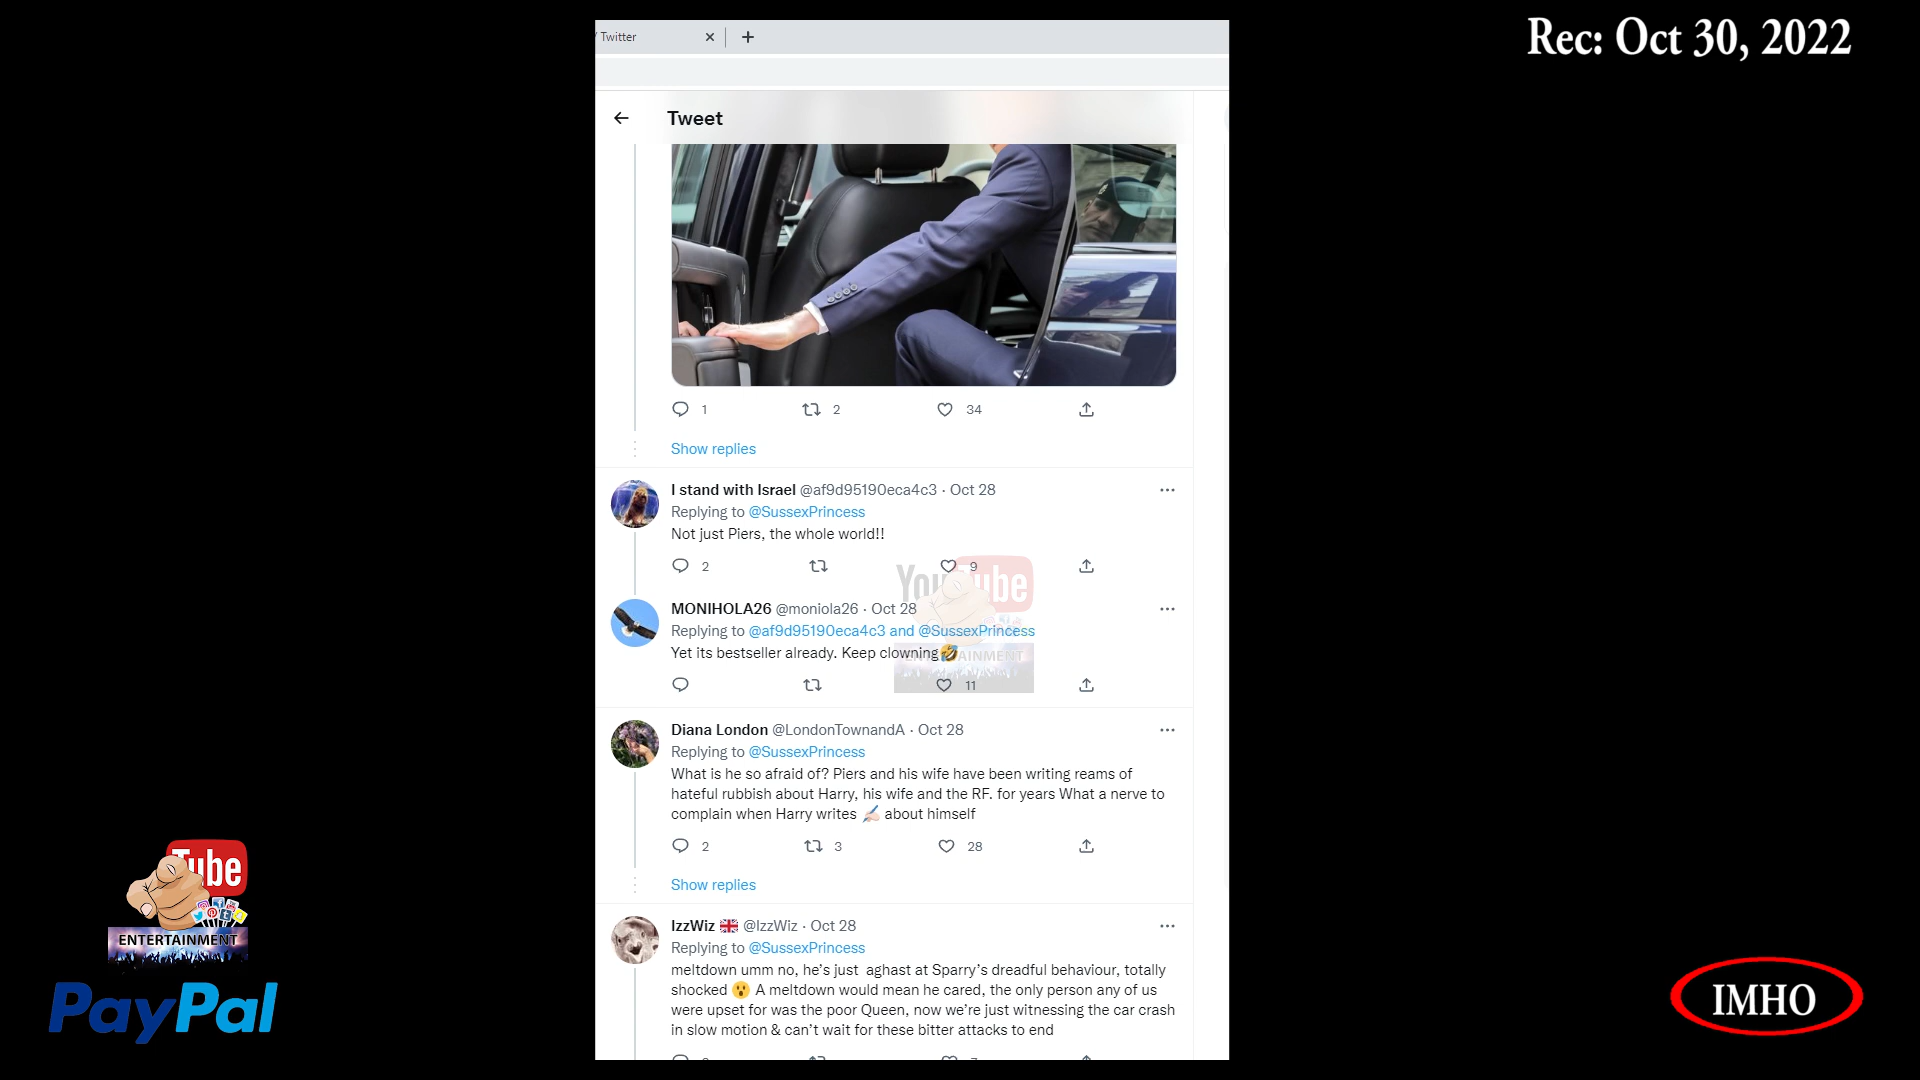 Rec: Oct 30, 2022
/ Twitter
Tweet
1 2 34
Show replies
I stand with Israel @af9d95190eca4c3 · Oct 28
Replying to @SussexPrincess
Not just Piers, the whole world!!
2 9
YouTube
MONIHOLA26 @moniola26 · Oct 28
Replying to @af9d95190eca4c3 and @SussexPrincess
Yet its bestseller already. Keep clowning🤣
ENTERTAINMENT
11
Diana London @LondonTownandA · Oct 28
Replying to @SussexPrincess
What is he so afraid of? Piers and his wife have been writing reams of
hateful rubbish about Harry, his wife and the RF. for years What a nerve to
complain when Harry writes ✍🏻 about himself
2 3 28
Show replies
IzzWiz 🇬🇧 @IzzWiz · Oct 28
Replying to @SussexPrincess
meltdown umm no, he's just aghast at Sparry's dreadful behaviour, totally
shocked 😮 A meltdown would mean he cared, the only person any of us
were upset for was the poor Queen, now we're just witnessing the car crash
in slow motion & can't wait for these bitter attacks to end
Tube
ENTERTAINMENT
PayPal
IMHO